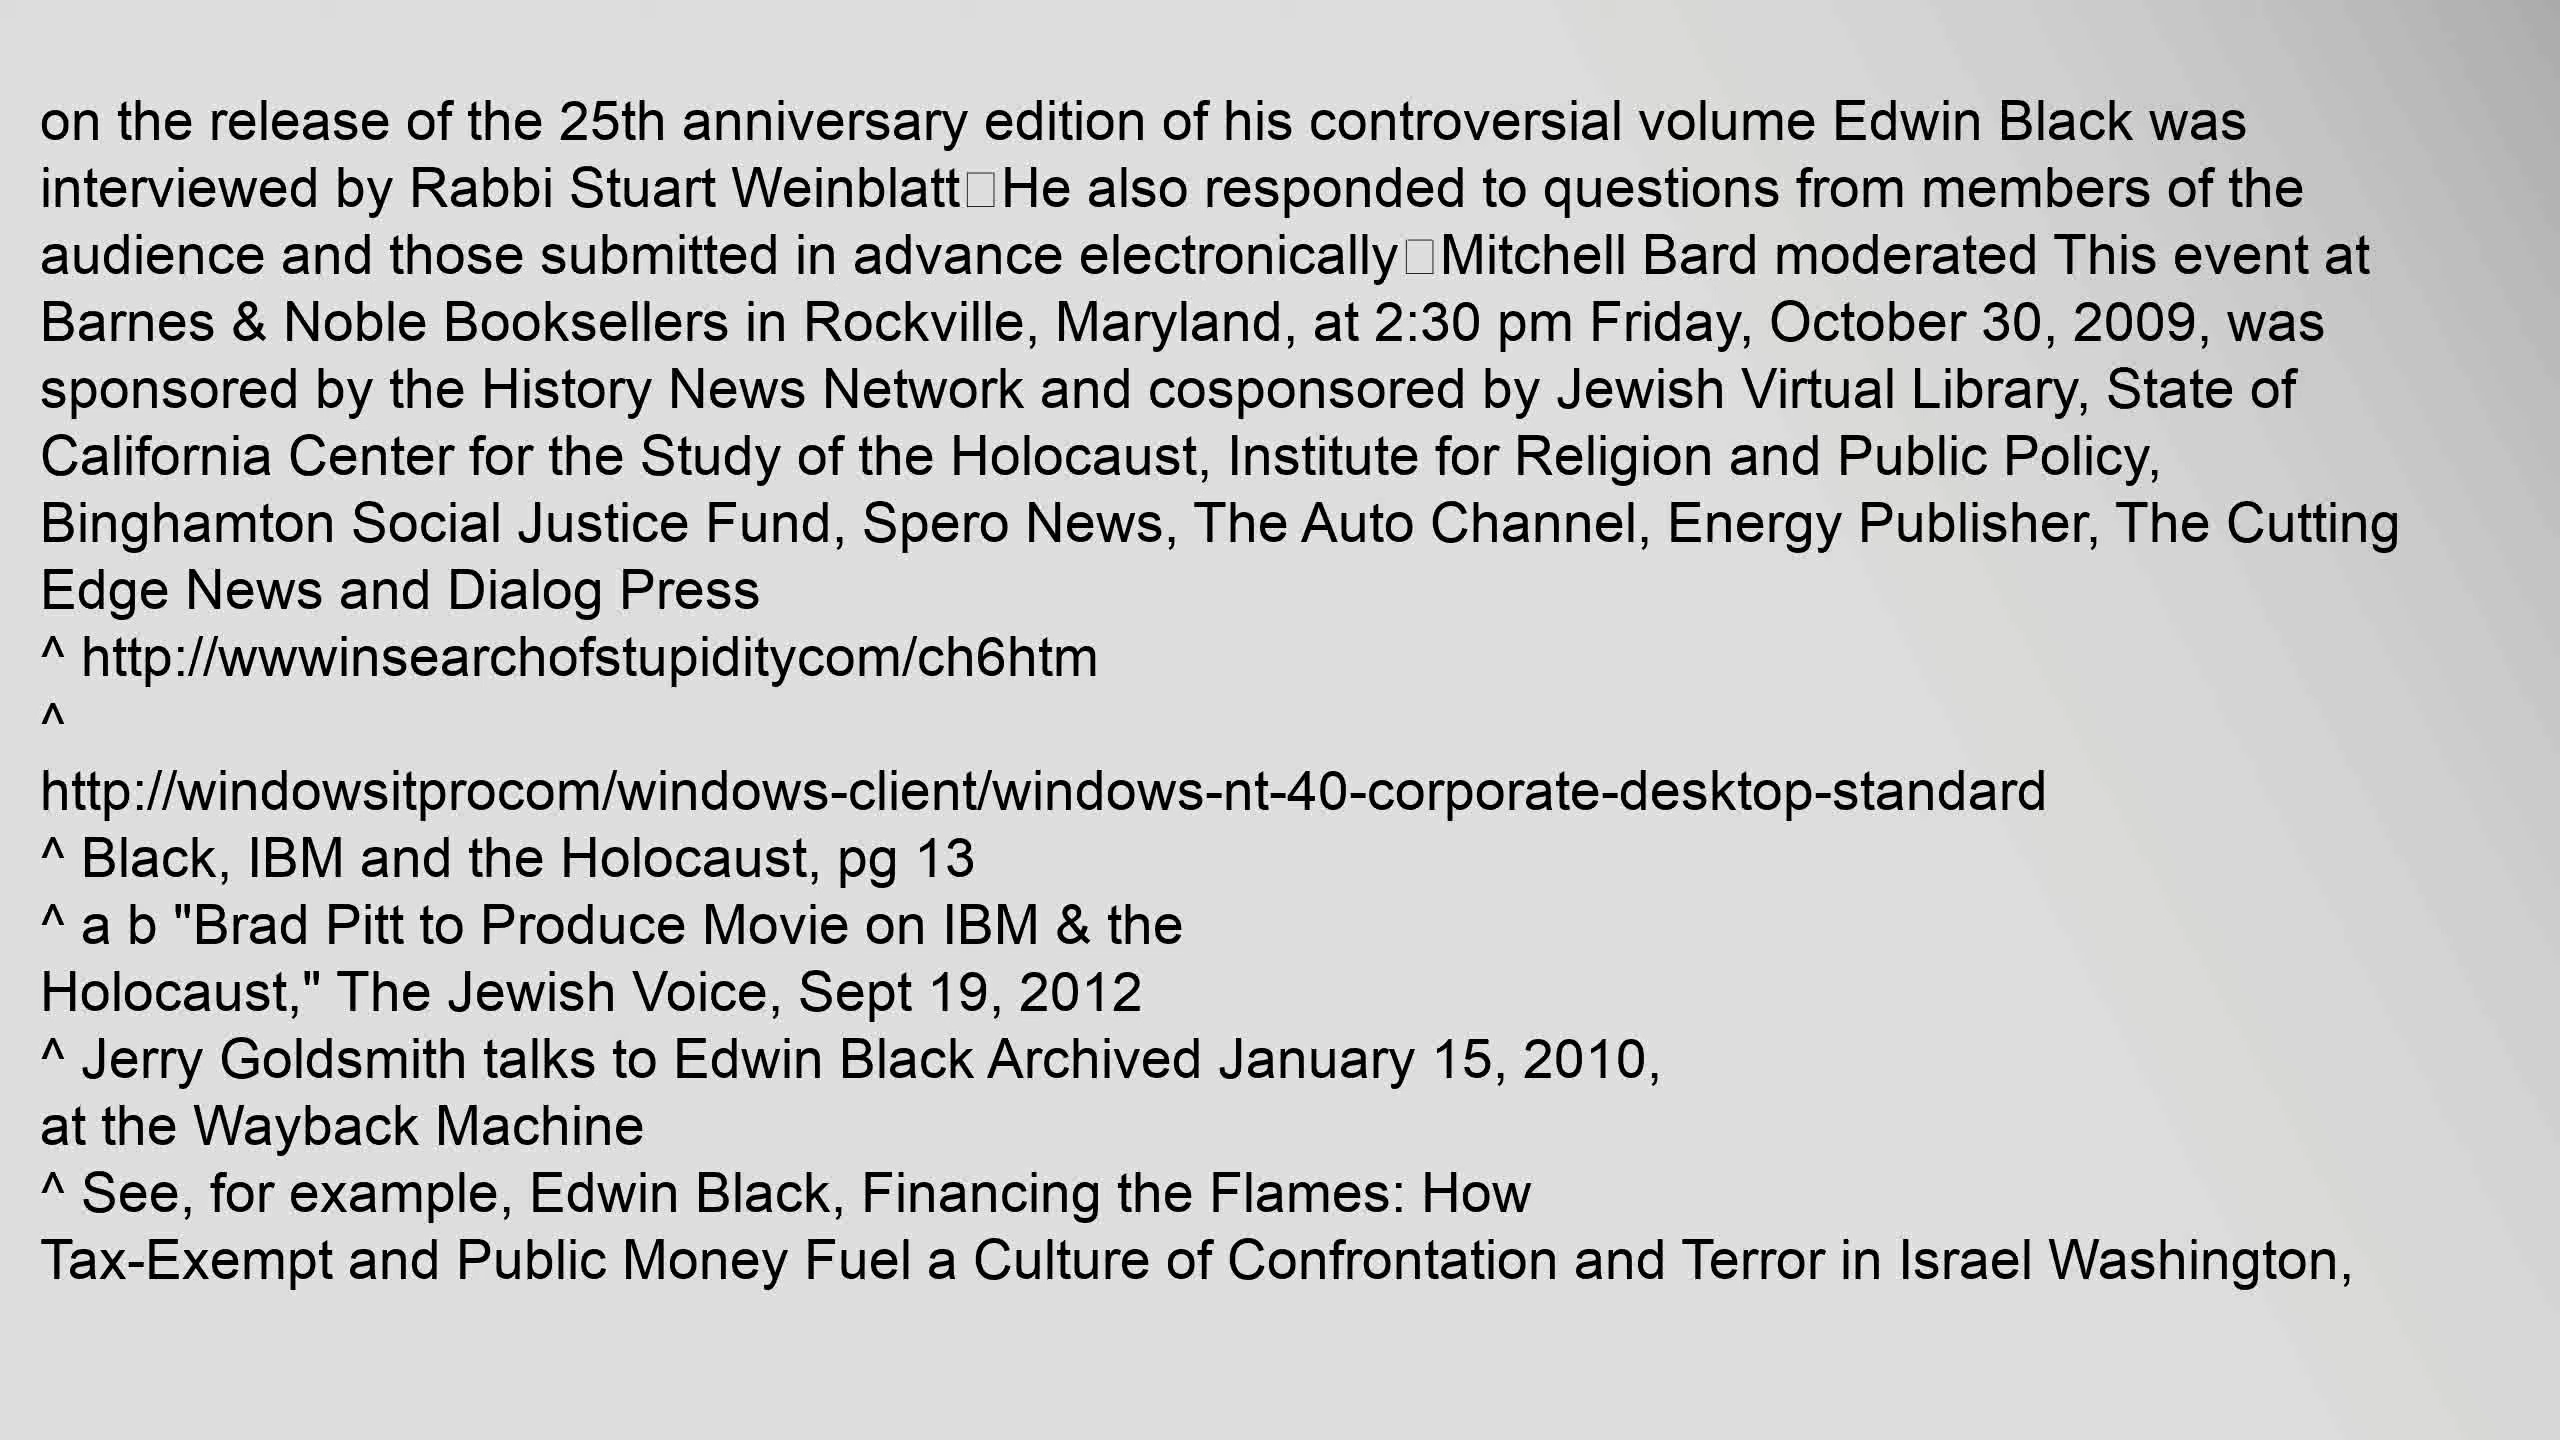 on the release of the 25th anniversary edition of his controversial volume Edwin Black was
interviewed by Rabbi Stuart Weinblatt□He also responded to questions from members of the
audience and those submitted in advance electronically□Mitchell Bard moderated This event at
Barnes & Noble Booksellers in Rockville, Maryland, at 2:30 pm Friday, October 30, 2009, was
sponsored by the History News Network and cosponsored by Jewish Virtual Library, State of
California Center for the Study of the Holocaust, Institute for Religion and Public Policy,
Binghamton Social Justice Fund, Spero News, The Auto Channel, Energy Publisher, The Cutting
Edge News and Dialog Press
^ http://wwwinsearchofstupiditycom/ch6htm
^
http://windowsitprocom/windows-client/windows-nt-40-corporate-desktop-standard
^ Black, IBM and the Holocaust, pg 13
^ a b "Brad Pitt to Produce Movie on IBM & the
Holocaust," The Jewish Voice, Sept 19, 2012
^ Jerry Goldsmith talks to Edwin Black Archived January 15, 2010,
at the Wayback Machine
^ See, for example, Edwin Black, Financing the Flames: How
Tax-Exempt and Public Money Fuel a Culture of Confrontation and Terror in Israel Washington,